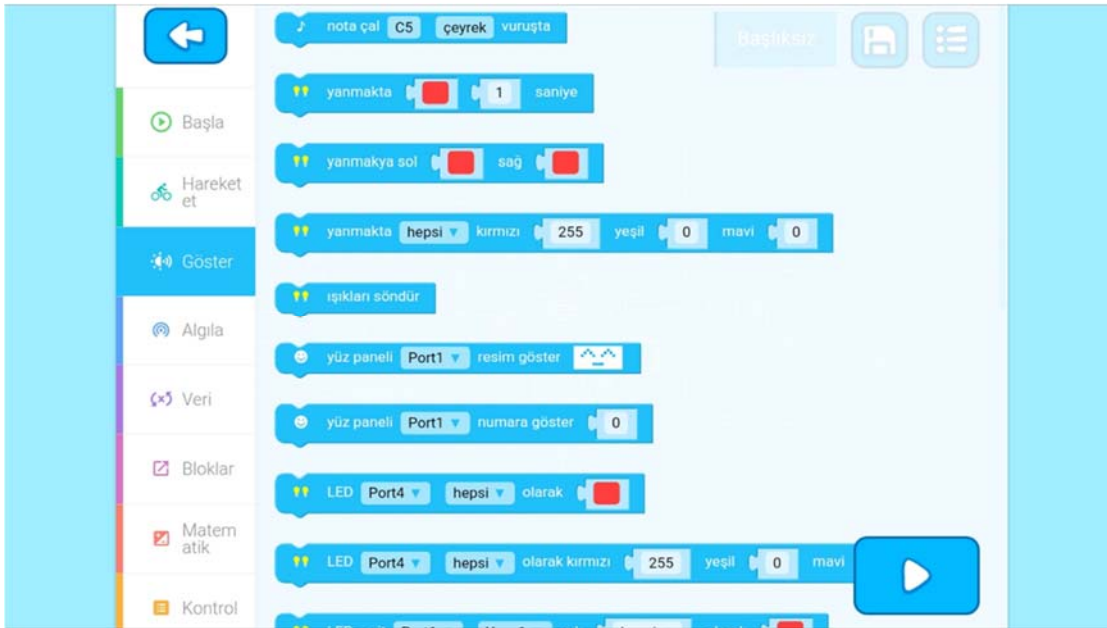 nota çal C5 çeyrek vuruşta
Başlıksız
yanmakta 1 saniye
Başla
yanmakya sol sağ
Hareket
et
yanmakta hepsi kırmızı 255 yeşil 0 mavi 0
Göster
ışıkları söndür
Algıla
yüz paneli Port1 resim göster
Veri
yüz paneli Port1 numara göster 0
Bloklar
LED Port4 hepsi olarak
Matem
atik
LED Port4 hepsi olarak kırmızı 255 yeşil 0 mavi
Kontrol